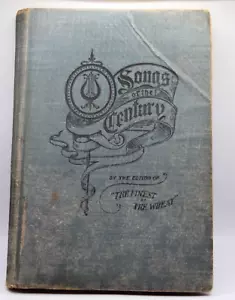 Songs
of the
Century
BY THE EDITORS OF
"THE FINEST
OF THE WHEAT"